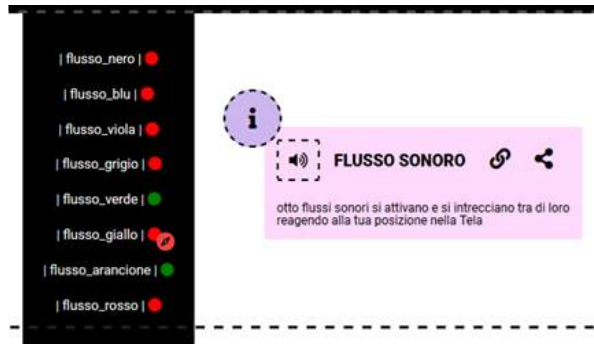 | flusso_nero |
| flusso_blu |
| flusso_viola |
| flusso_grigio |
| flusso_verde |
| flusso_giallo |
| flusso_arancione |
| flusso_rosso |
i
FLUSSO SONORO
otto flussi sonori si attivano e si intrecciano tra di loro
reagendo alla tua posizione nella Tela